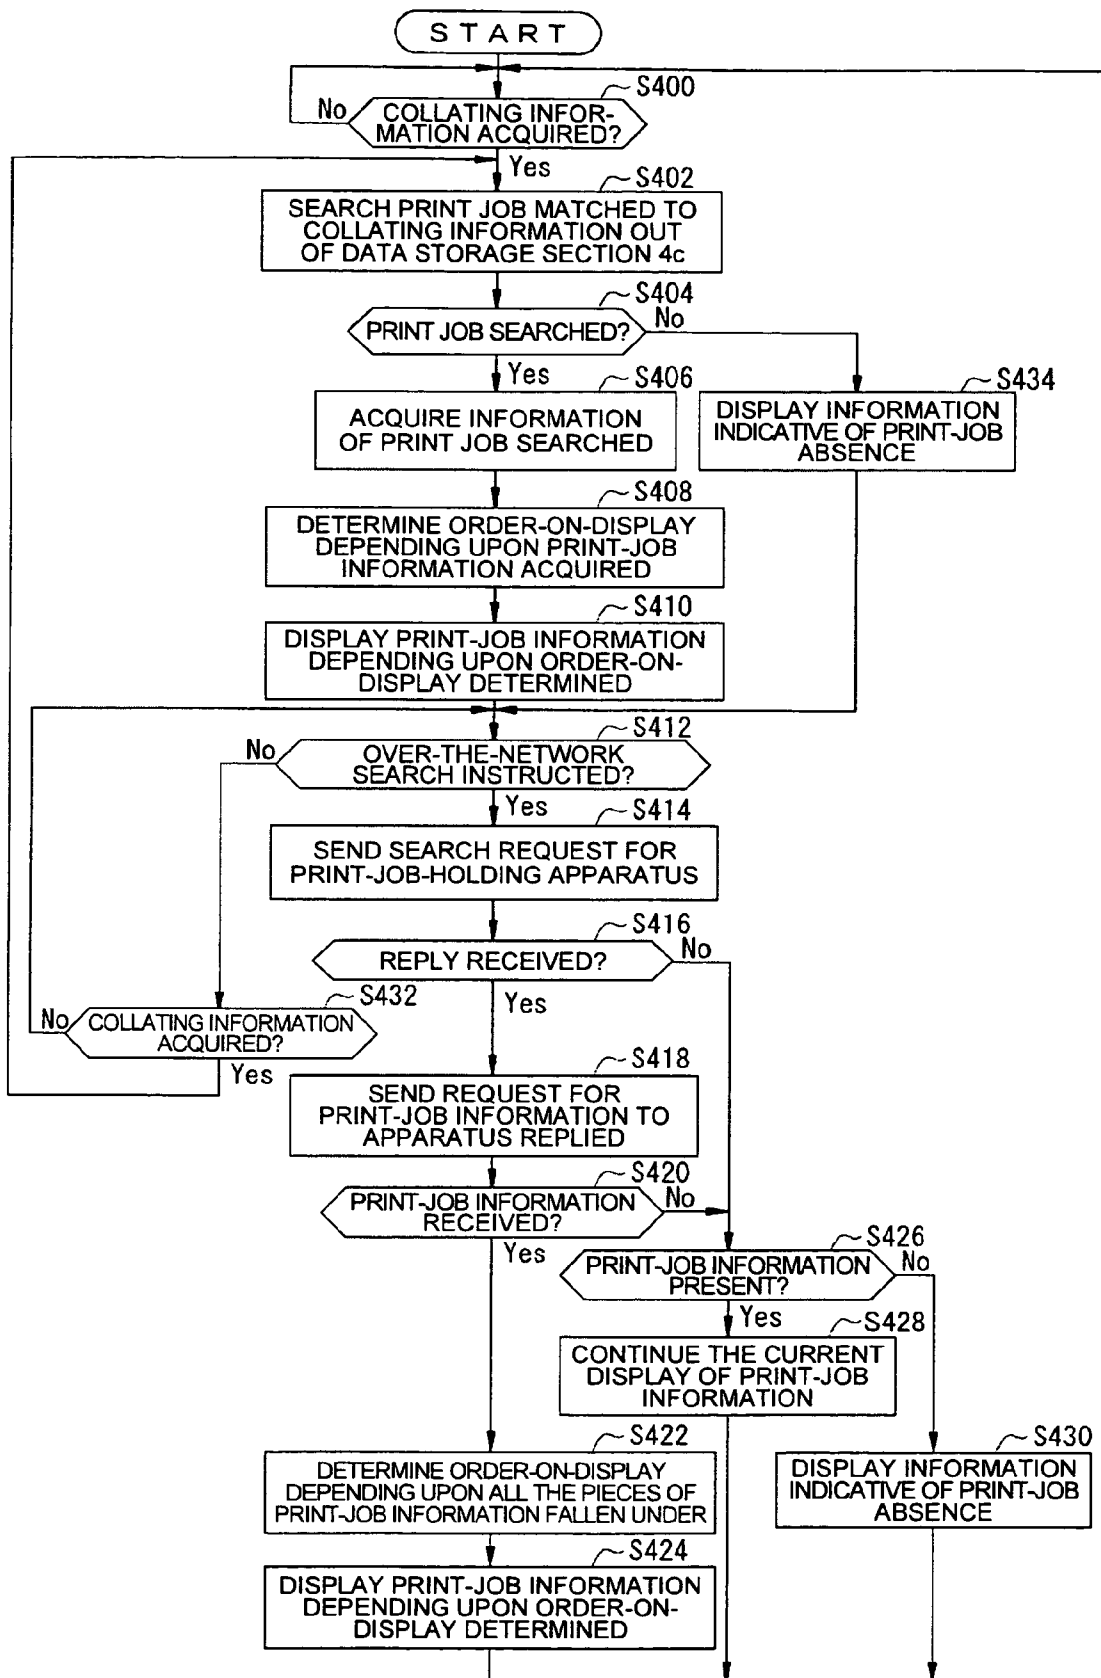 START
S400
No
COLLATING INFOR-
MATION ACQUIRED?
Yes
S402
SEARCH PRINT JOB MATCHED TO
COLLATING INFORMATION OUT
OF DATA STORAGE SECTION 4c
S404
PRINT JOB SEARCHED?
No
Yes
S406
ACQUIRE INFORMATION
OF PRINT JOB SEARCHED
S434
DISPLAY INFORMATION
INDICATIVE OF PRINT-JOB
ABSENCE
S408
DETERMINE ORDER-ON-DISPLAY
DEPENDING UPON PRINT-JOB
INFORMATION ACQUIRED
S410
DISPLAY PRINT-JOB INFORMATION
DEPENDING UPON ORDER-ON-
DISPLAY DETERMINED
S412
No
OVER-THE-NETWORK
SEARCH INSTRUCTED?
Yes
S414
SEND SEARCH REQUEST FOR
PRINT-JOB-HOLDING APPARATUS
S416
REPLY RECEIVED?
No
Yes
S432
No
COLLATING INFORMATION
ACQUIRED?
Yes
S418
SEND REQUEST FOR
PRINT-JOB INFORMATION TO
APPARATUS REPLIED
S420
PRINT-JOB INFORMATION
RECEIVED?
No
Yes
S426
PRINT-JOB INFORMATION
PRESENT?
No
Yes
S428
CONTINUE THE CURRENT
DISPLAY OF PRINT-JOB
INFORMATION
S422
DETERMINE ORDER-ON-DISPLAY
DEPENDING UPON ALL THE PIECES OF
PRINT-JOB INFORMATION FALLEN UNDER
S430
DISPLAY INFORMATION
INDICATIVE OF PRINT-JOB
ABSENCE
S424
DISPLAY PRINT-JOB INFORMATION
DEPENDING UPON ORDER-ON-
DISPLAY DETERMINED